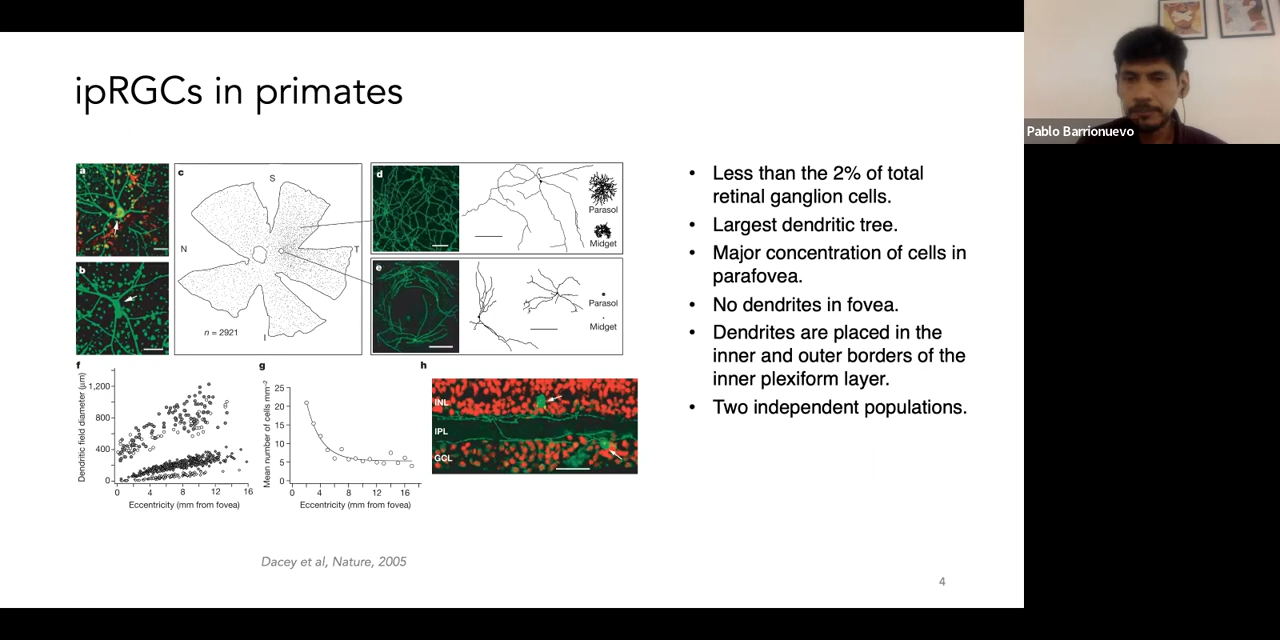 ipRGCs in primates
a
b
c
S
N
T
I
n = 2921
d
Parasol
Midget
e
Parasol
Midget
f
Dendritic field diameter (μm)
1,200
800
400
0
0 4 8 12 16
Eccentricity (mm from fovea)
g
Mean number of cells mm⁻²
25
20
15
10
5
0
0 4 8 12 16
Eccentricity (mm from fovea)
h
INL
IPL
GCL
Dacey et al, Nature, 2005
• Less than the 2% of total
retinal ganglion cells.
• Largest dendritic tree.
• Major concentration of cells in
parafovea.
• No dendrites in fovea.
• Dendrites are placed in the
inner and outer borders of the
inner plexiform layer.
• Two independent populations.
4
Pablo Barrionuevo